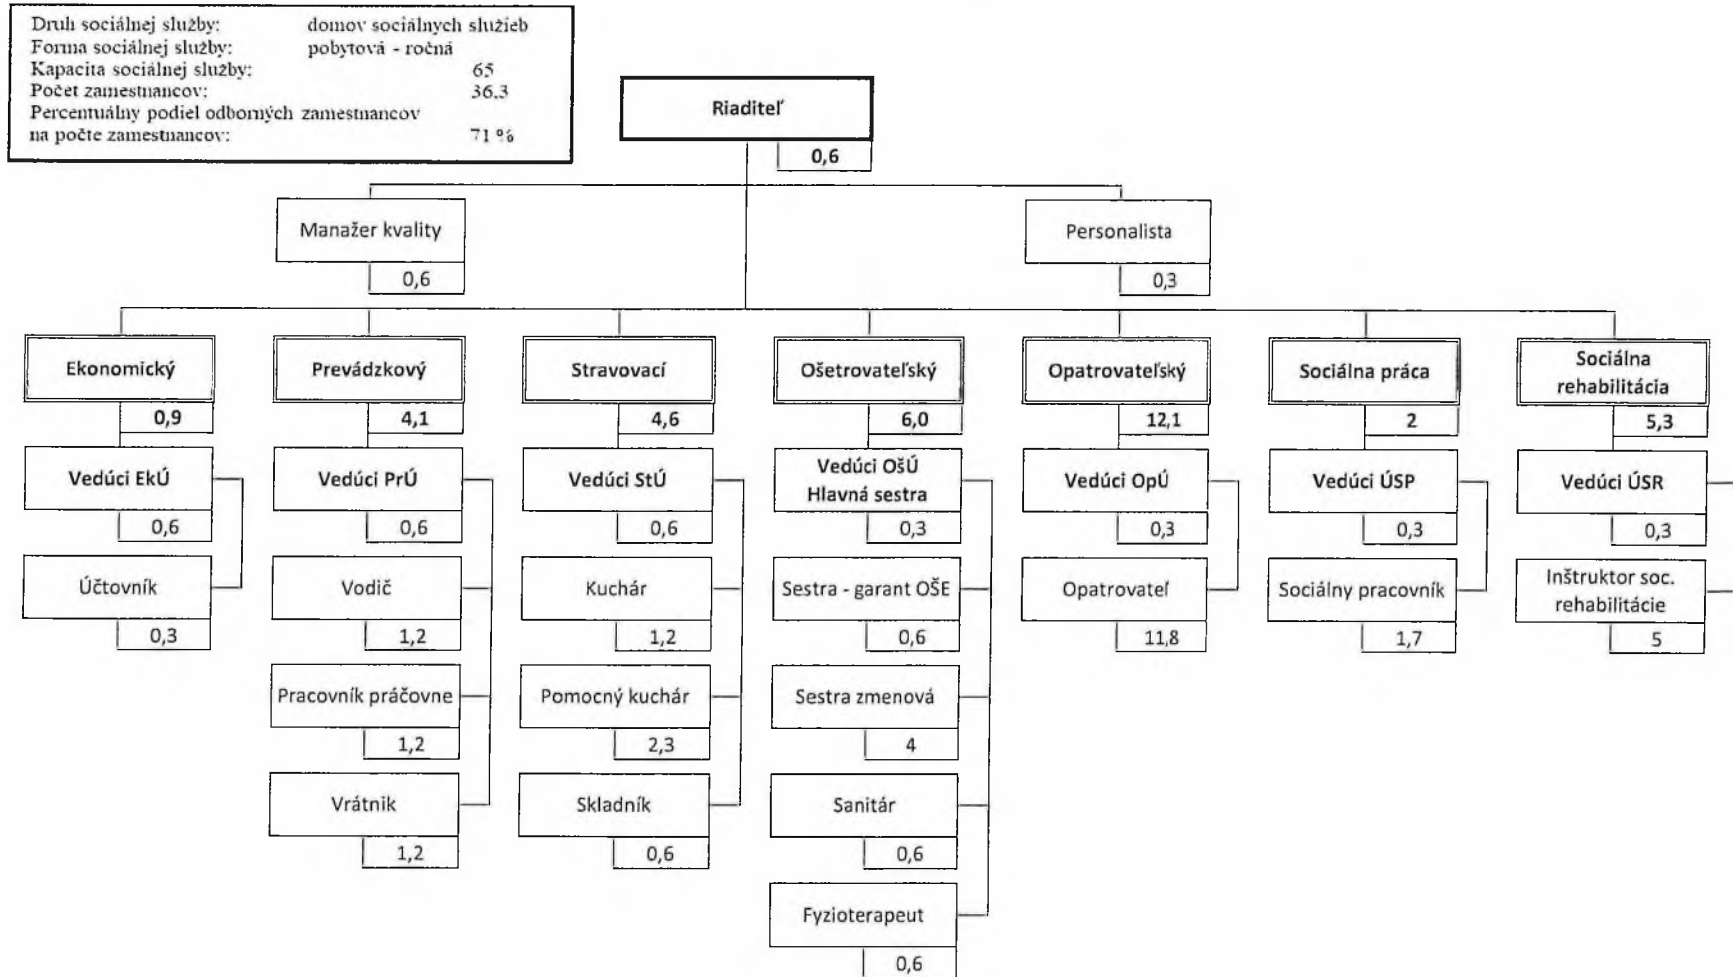 Druh sociálnej služby: domov sociálnych služieb
Forma sociálnej služby: pobytová - ročná
Kapacita sociálnej služby: 65
Počet zamestnancov: 36,3
Percentuálny podiel odborných zamestnancov
na počte zamestnancov: 71 %
Riaditeľ
0,6
Manažer kvality
0,6
Personalista
0,3
Ekonomický
0,9
Vedúci EkÚ
0,6
Účtovník
0,3
Prevádzkový
4,1
Vedúci PrÚ
0,6
Vodič
1,2
Pracovník práčovne
1,2
Vrátnik
1,2
Stravovací
4,6
Vedúci StÚ
0,6
Kuchár
1,2
Pomocný kuchár
2,3
Skladník
0,6
Ošetrovateľský
6,0
Vedúci OšÚ
Hlavná sestra
0,3
Sestra - garant OŠE
0,6
Sestra zmenová
4
Sanitár
0,6
Fyzioterapeut
0,6
Opatrovateľský
12,1
Vedúci OpÚ
0,3
Opatrovateľ
11,8
Sociálna práca
2
Vedúci ÚSP
0,3
Sociálny pracovník
1,7
Sociálna
rehabilitácia
5,3
Vedúci ÚSR
0,3
Inštruktor soc.
rehabilitácie
5